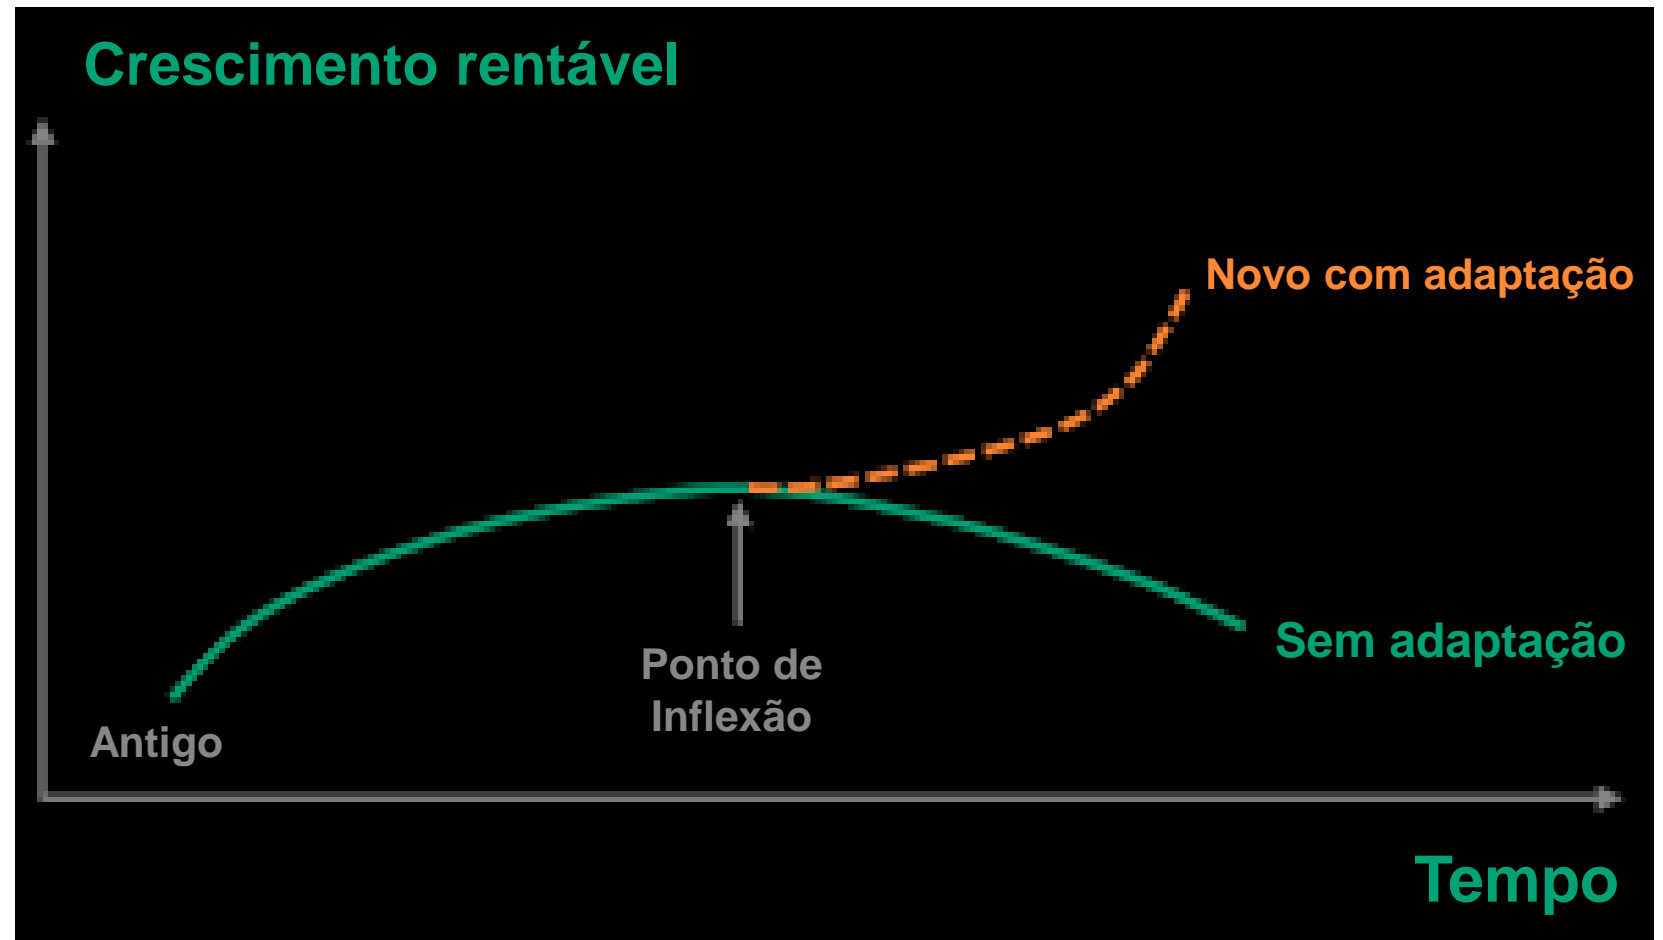 Crescimento rentável
Novo com adaptação
Sem adaptação
Ponto de
Inflexão
Antigo
Tempo